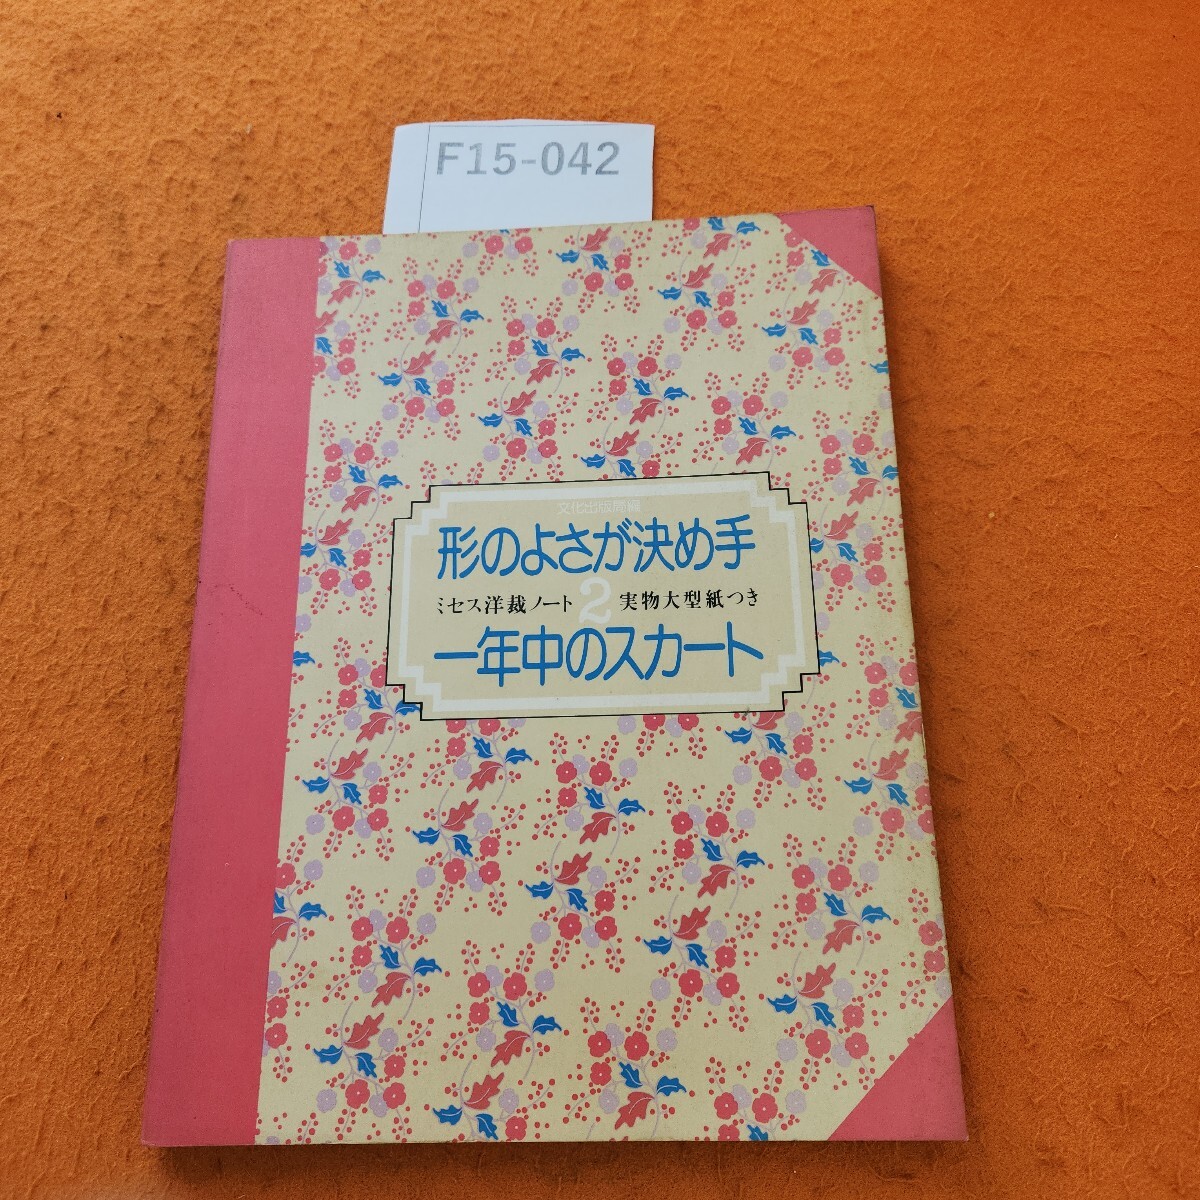 F15-042
文化出版局編
形のよさが決め手
ミセス洋裁ノート 2 実物大型紙つき
一年中のスカート